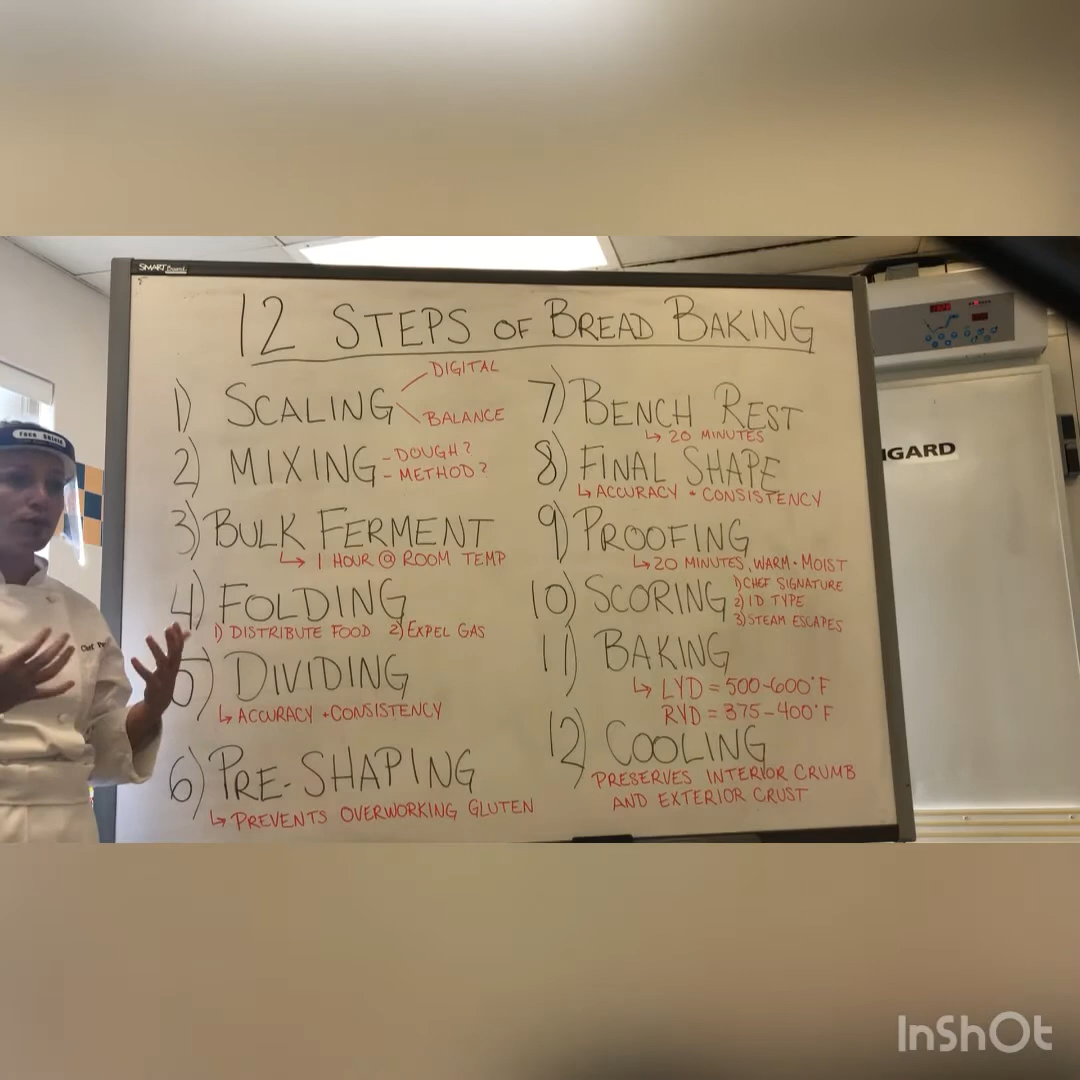 SMART Board
12 STEPS OF BREAD BAKING
1) SCALING
DIGITAL
BALANCE
2) MIXING
- DOUGH?
- METHOD?
3) BULK FERMENT
↳ 1 HOUR @ ROOM TEMP
4) FOLDING
1) DISTRIBUTE FOOD 2) EXPEL GAS
5) DIVIDING
↳ ACCURACY + CONSISTENCY
6) PRE-SHAPING
↳ PREVENTS OVERWORKING GLUTEN
7) BENCH REST
↳ 20 MINUTES
8) FINAL SHAPE
↳ ACCURACY + CONSISTENCY
9) PROOFING
↳ 20 MINUTES, WARM + MOIST
10) SCORING
1) CHEF SIGNATURE
2) ID TYPE
3) STEAM ESCAPES
11) BAKING
↳ LYD = 500-600°F
RYD = 375-400°F
12) COOLING
PRESERVES INTERIOR CRUMB
AND EXTERIOR CRUST
face shield
Chef
NGARD
InShOt